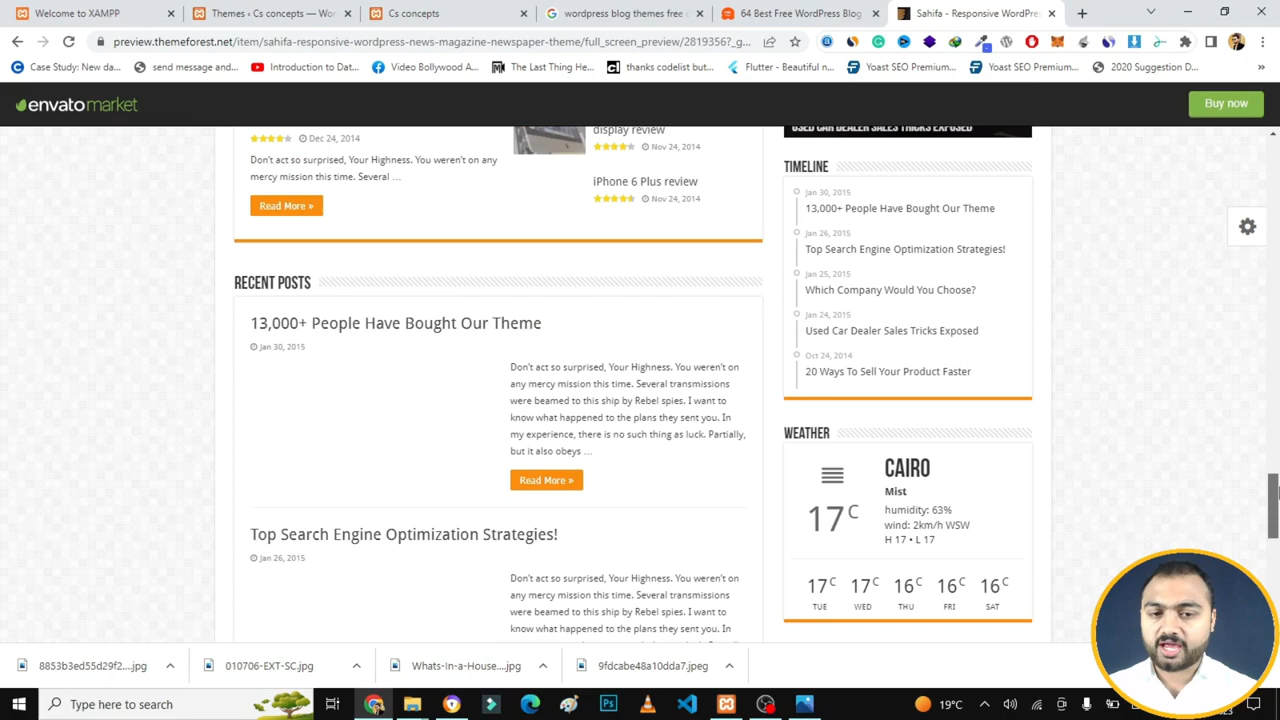 Welcome to XAMPP
Themes ‹ Cs concepts — Wor
Cs concepts
wordpress blog themes free u
64 Best Free WordPress Blog
Sahifa - Responsive WordPres
preview.themeforest.net/item/sahifa-responsive-wordpress-news-magazine-newspaper-theme/full_screen_preview/2819356?_g...
Case Study: New da...
send message and...
Introduction to Dat...
Video Bollywood A...
The Last Thing He...
thanks codelist but...
Flutter - Beautiful n...
Yoast SEO Premium...
Yoast SEO Premium...
2020 Suggestion D...
»
envatomarket
Buy now
Dec 24, 2014
Don't act so surprised, Your Highness. You weren't on
any mercy mission this time. Several …
Read More »
display review
Nov 24, 2014
iPhone 6 Plus review
Nov 24, 2014
USED CAR DEALER SALES TRICKS EXPOSED
TIMELINE
Jan 30, 2015
13,000+ People Have Bought Our Theme
Jan 26, 2015
Top Search Engine Optimization Strategies!
Jan 25, 2015
Which Company Would You Choose?
Jan 24, 2015
Used Car Dealer Sales Tricks Exposed
Oct 24, 2014
20 Ways To Sell Your Product Faster
RECENT POSTS
13,000+ People Have Bought Our Theme
Jan 30, 2015
Don't act so surprised, Your Highness. You weren't on
any mercy mission this time. Several transmissions
were beamed to this ship by Rebel spies. I want to
know what happened to the plans they sent you. In
my experience, there is no such thing as luck. Partially,
but it also obeys …
Read More »
Top Search Engine Optimization Strategies!
Jan 26, 2015
Don't act so surprised, Your Highness. You weren't on
any mercy mission this time. Several transmissions
were beamed to this ship by Rebel spies. I want to
know what happened to the plans they sent you. In
WEATHER
CAIRO
Mist
17 C
humidity: 63%
wind: 2km/h WSW
H 17 • L 17
17 C
17 C
16 C
16 C
16 C
TUE
WED
THU
FRI
SAT
8853b3ed55d29f2....jpg
010706-EXT-SC.jpg
Whats-In-a-House....jpg
9fdcabe48a10dda7.jpeg
Type here to search
Ps
19°C